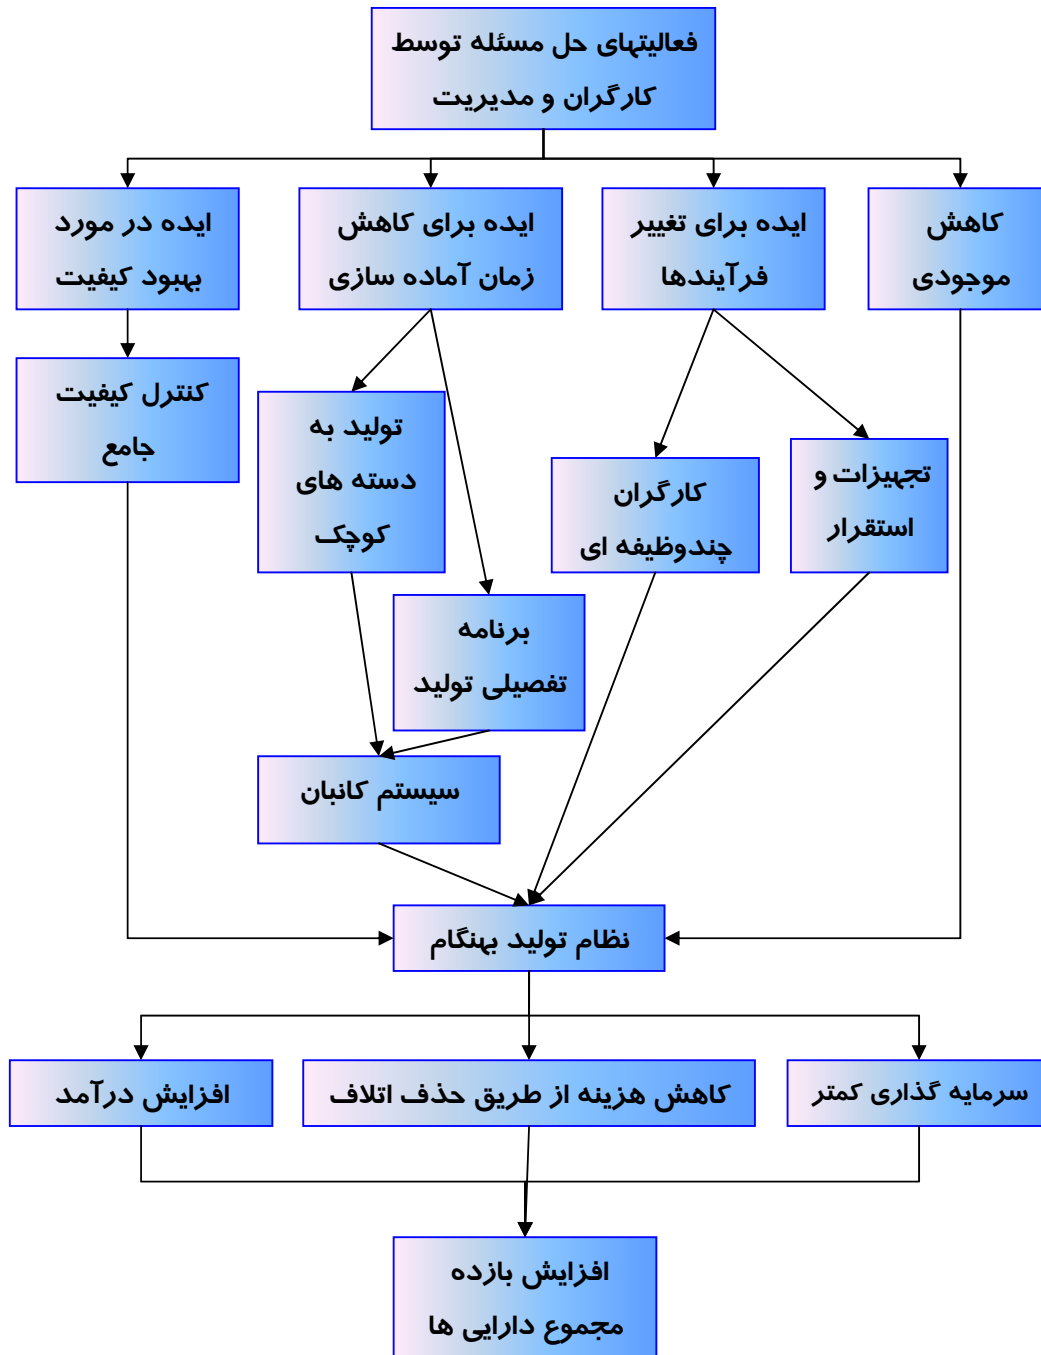 فعالیتهای حل مسئله توسط
کارگران و مدیریت
کاهش
موجودی
ایده برای تغییر
فرآیندها
ایده برای کاهش
زمان آماده سازی
ایده در مورد
بهبود کیفیت
کنترل کیفیت
جامع
تولید به
دسته های
کوچک
تجهیزات و
استقرار
کارگران
چندوظیفه ای
برنامه
تفصیلی تولید
سیستم کانبان
نظام تولید بهنگام
سرمایه گذاری کمتر
کاهش هزینه از طریق حذف اتلاف
افزایش درآمد
افزایش بازده
مجموع دارایی ها